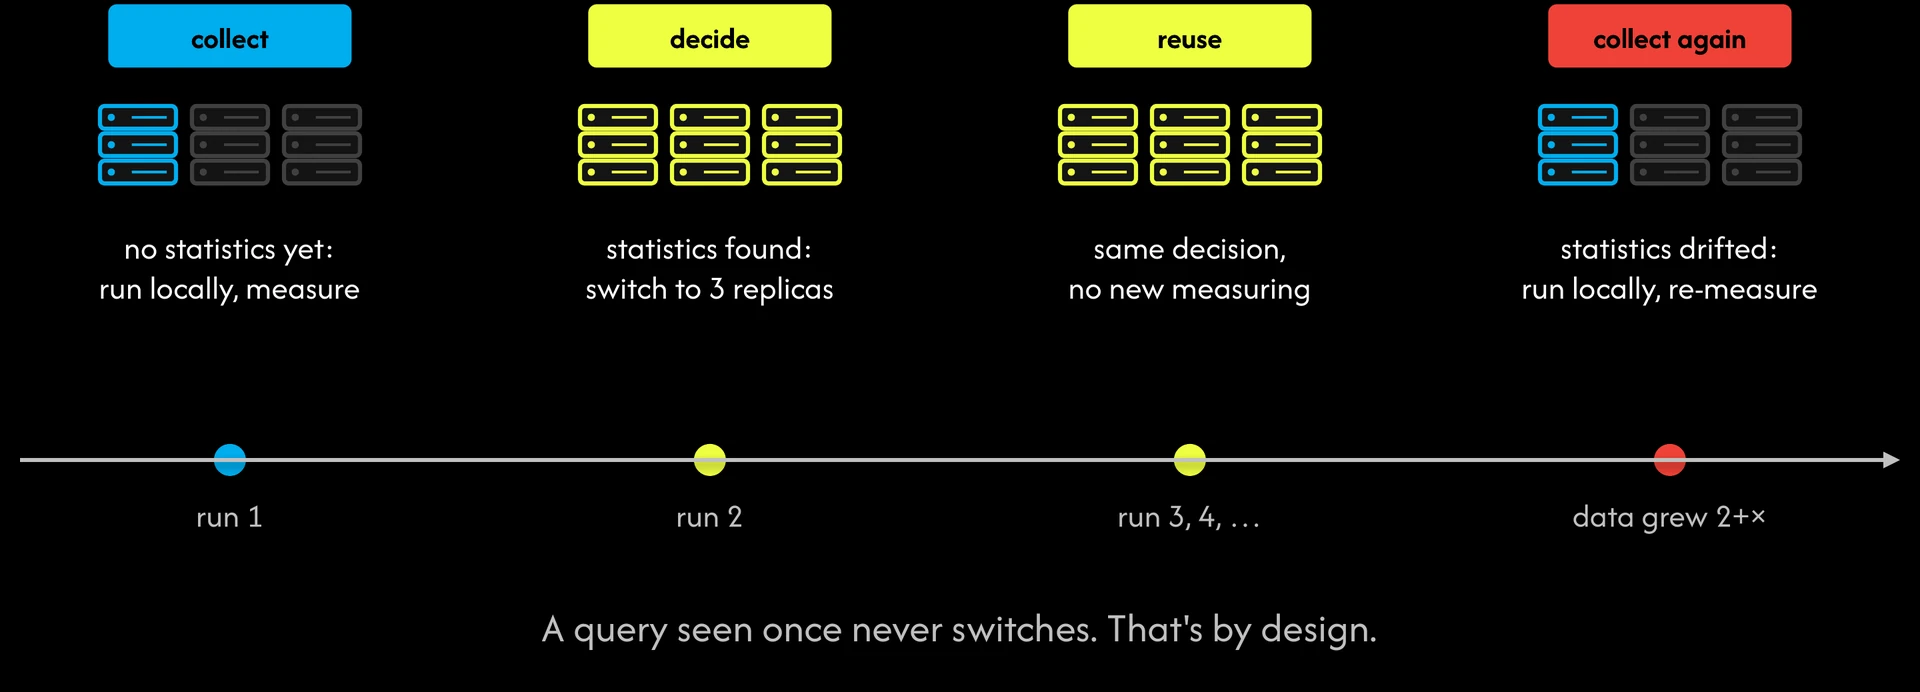 collect
decide
reuse
collect again
no statistics yet:
run locally, measure
statistics found:
switch to 3 replicas
same decision,
no new measuring
statistics drifted:
run locally, re-measure
run 1
run 2
run 3, 4, …
data grew 2+×
A query seen once never switches. That's by design.